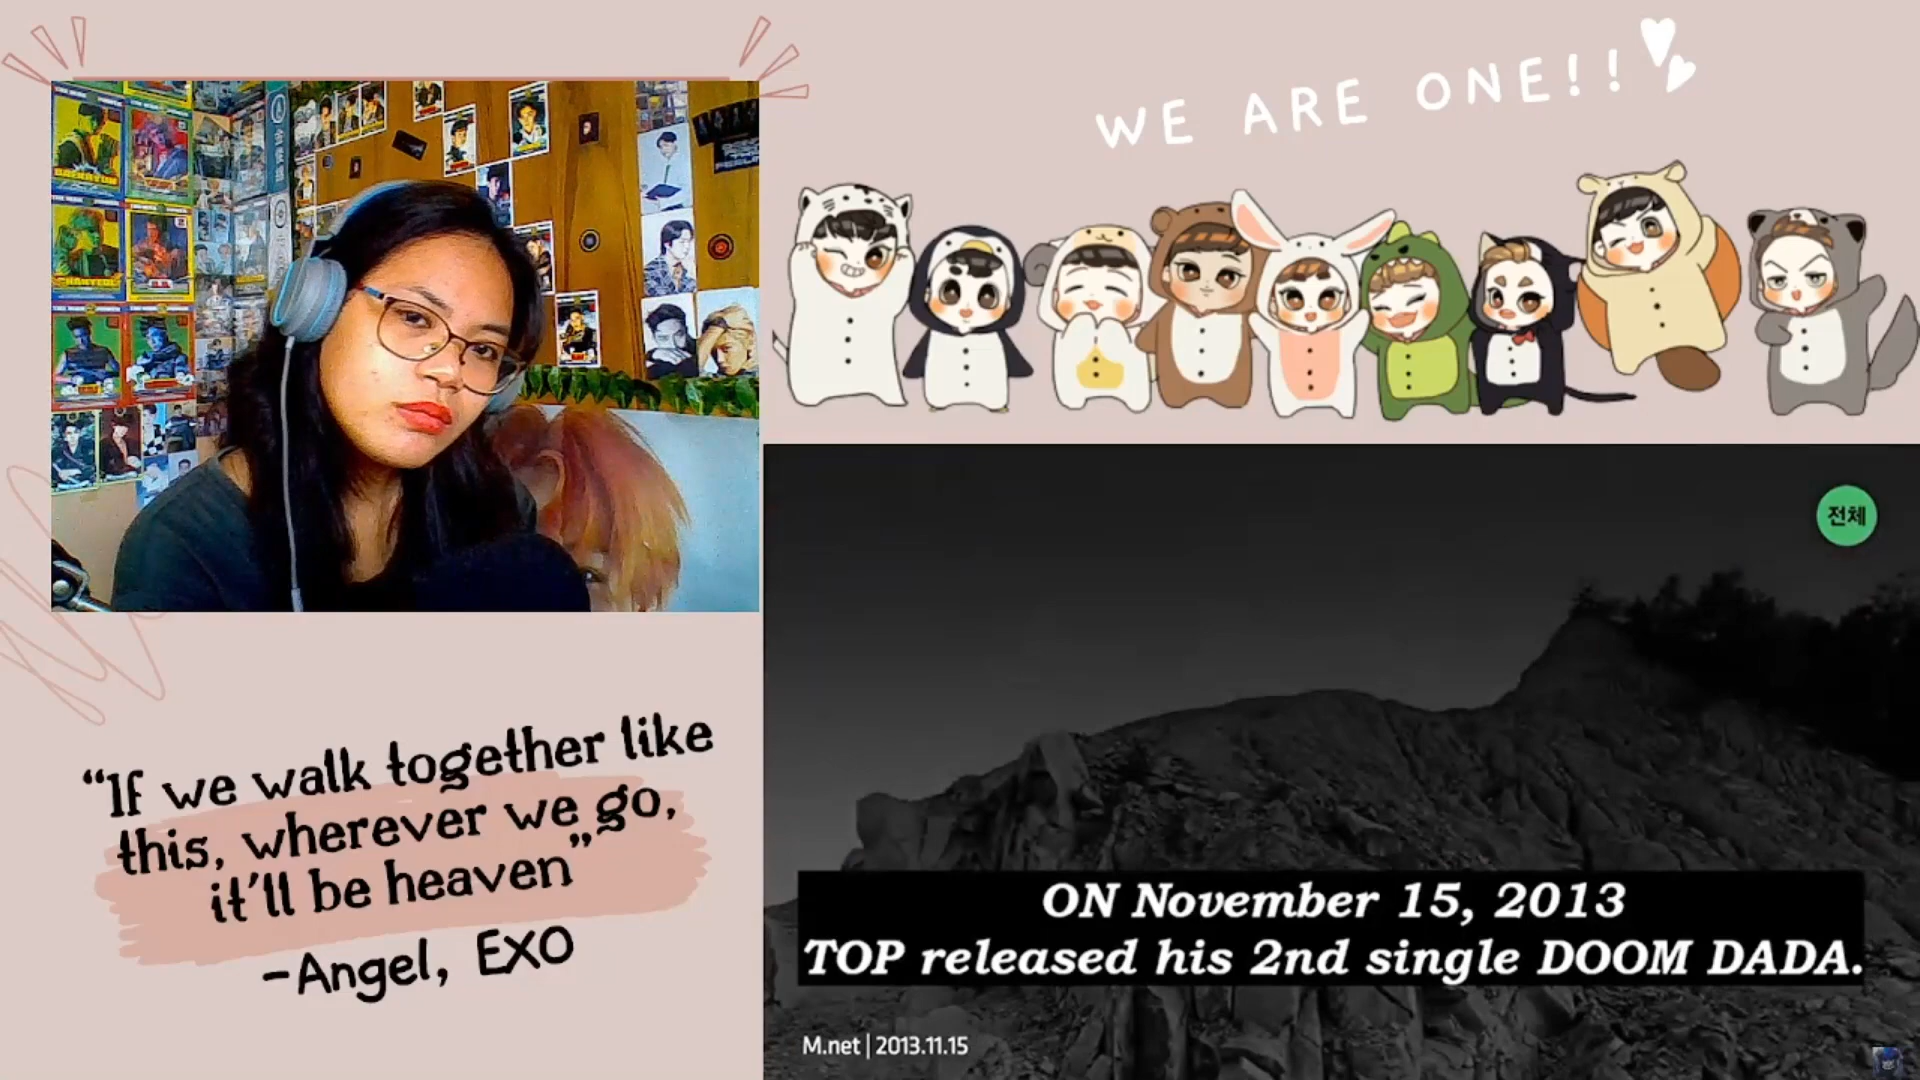 WE ARE ONE!!
BAEKHYUN
전체
"If we walk together like
this, wherever we go,
it'll be heaven"
-Angel, EXO
ON November 15, 2013
TOP released his 2nd single DOOM DADA.
M.net | 2013.11.15